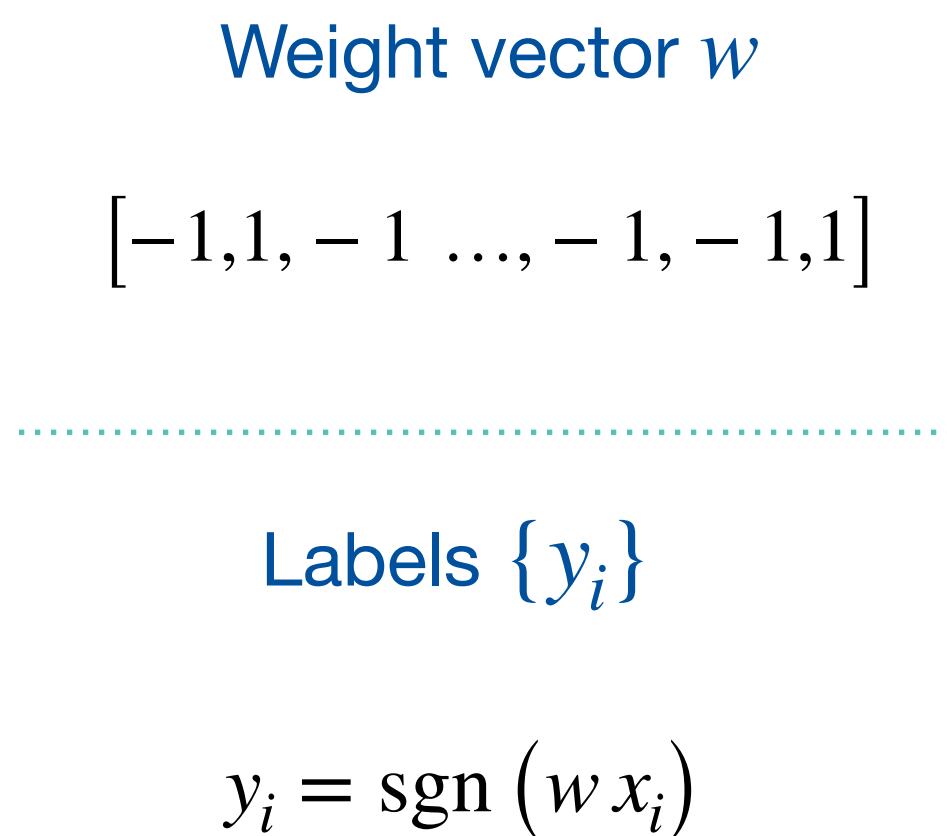 Weight vector w
[−1,1, − 1 …, − 1, − 1,1]
Labels {yᵢ}
yᵢ = sgn (w xᵢ)